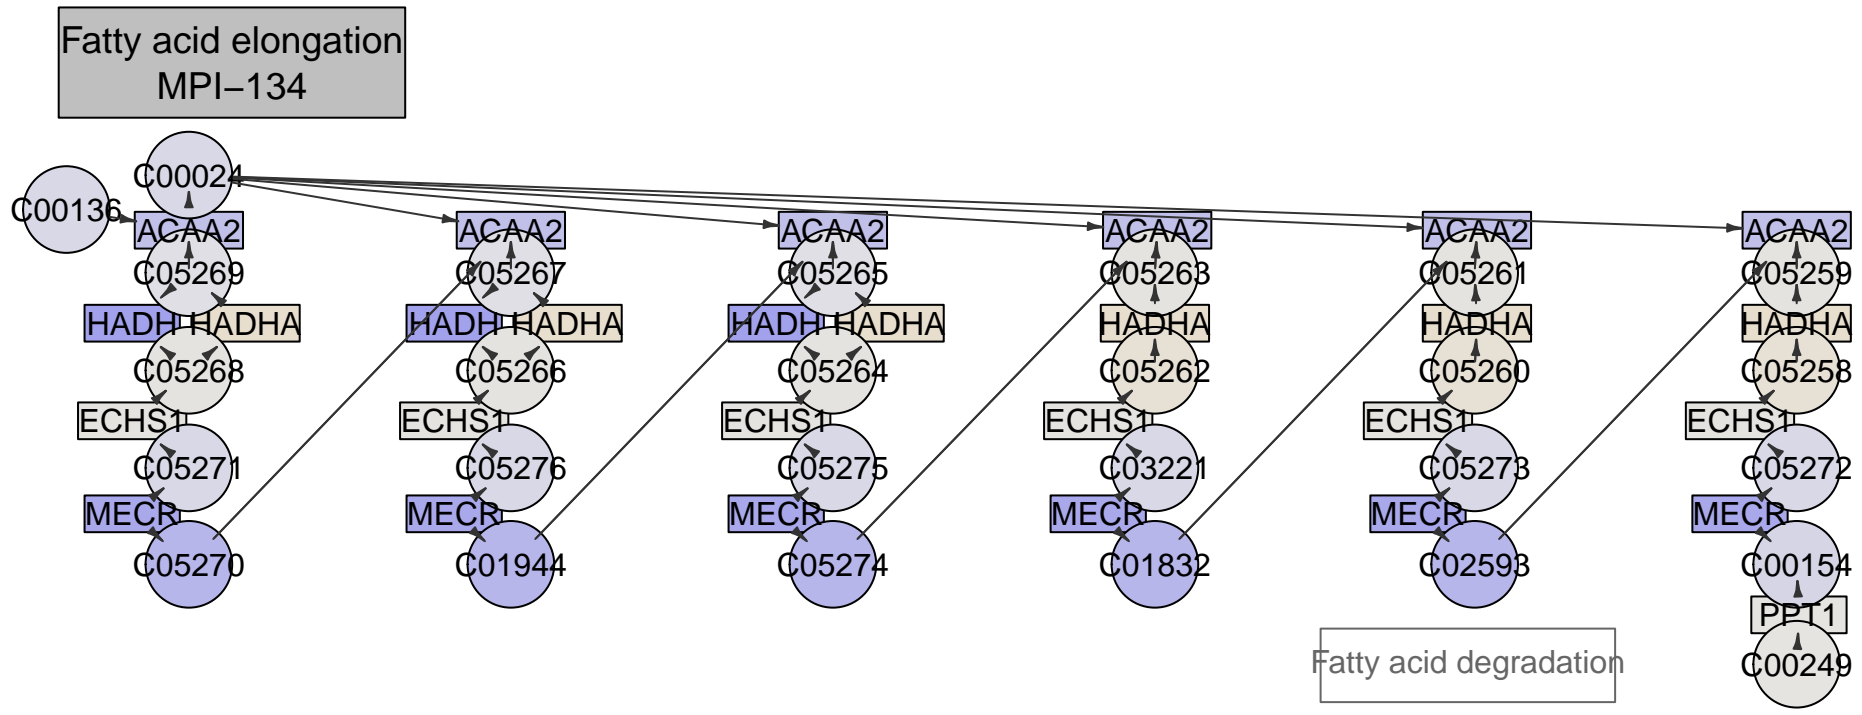 Fatty acid elongation
MPI−134
C00024
C00136
ACAA2 ACAA2 ACAA2 ACAA2 ACAA2 ACAA2
C05269 C05267 C05265 C05263 C05261 C05259
HADH HADHA HADH HADHA HADH HADHA HADHA HADHA HADHA
C05268 C05266 C05264 C05262 C05260 C05258
ECHS1 ECHS1 ECHS1 ECHS1 ECHS1 ECHS1
C05271 C05276 C05275 C03221 C05273 C05272
MECR MECR MECR MECR MECR MECR
C05270 C01944 C05274 C01832 C02593 C00154
PPT1
Fatty acid degradation C00249